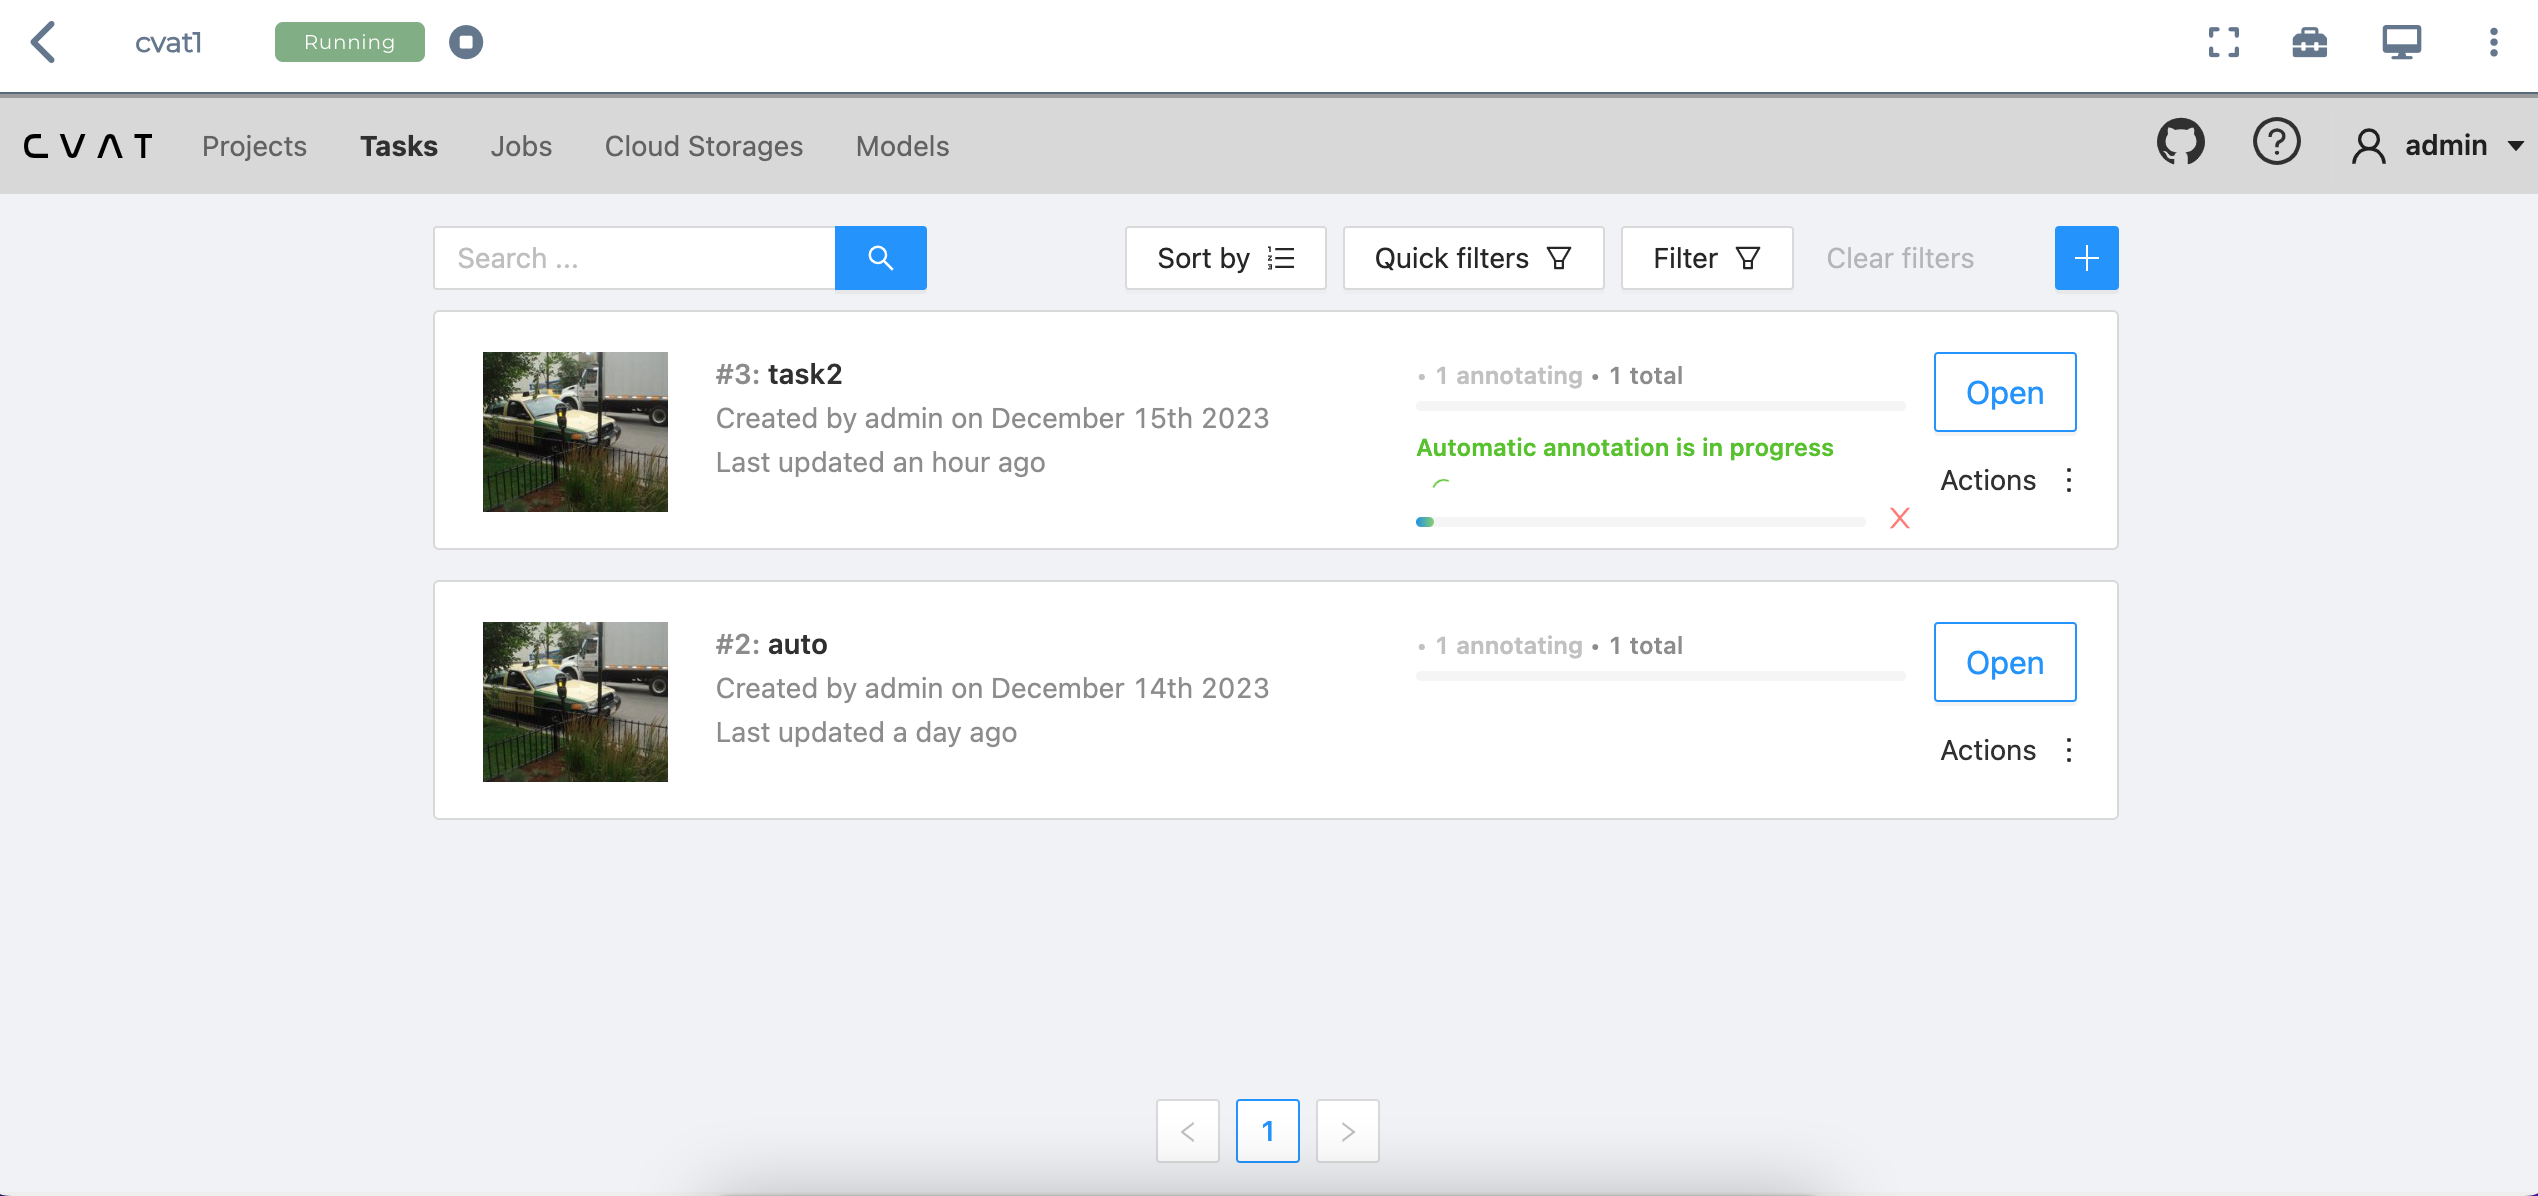 cvat1 Running
CVAT Projects Tasks Jobs Cloud Storages Models admin
Search ... Sort by Quick filters Filter Clear filters
#3: task2
Created by admin on December 15th 2023
Last updated an hour ago
• 1 annotating • 1 total
Automatic annotation is in progress
Open
Actions
#2: auto
Created by admin on December 14th 2023
Last updated a day ago
• 1 annotating • 1 total
Open
Actions
1